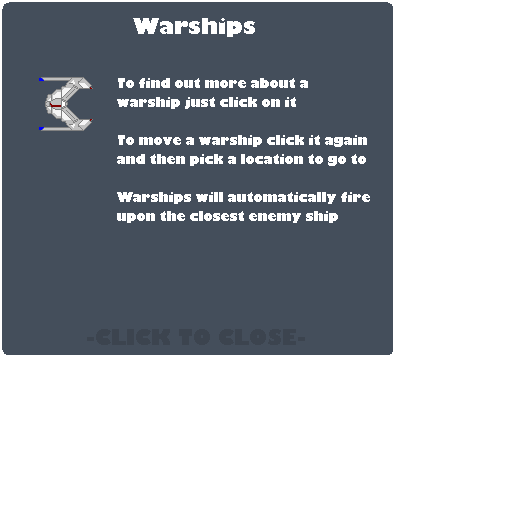 Warships
To find out more about a
warship just click on it
To move a warship click it again
and then pick a location to go to
Warships will automatically fire
upon the closest enemy ship
-CLICK TO CLOSE-